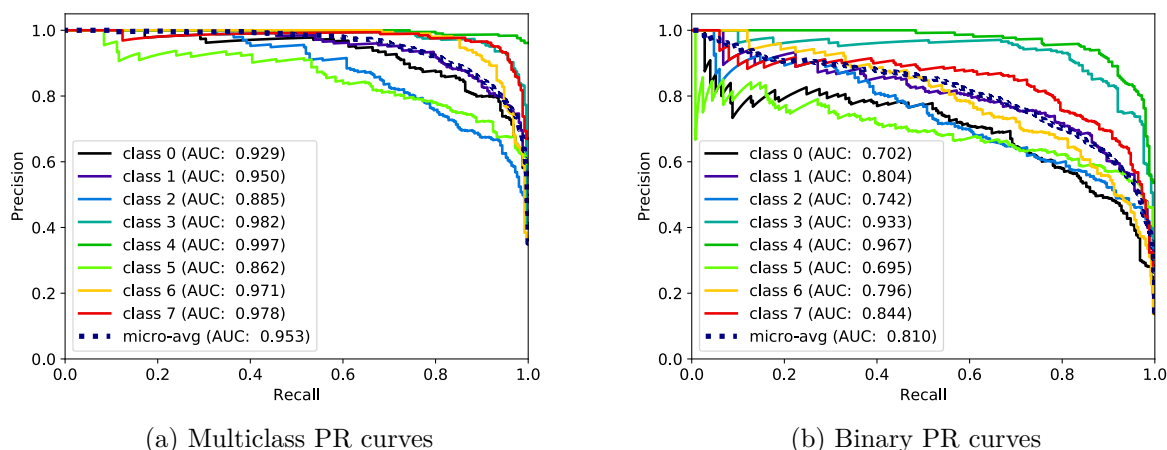 1.0
0.8
0.6
0.4
0.2
0.0
Precision
class 0 (AUC: 0.929)
class 1 (AUC: 0.950)
class 2 (AUC: 0.885)
class 3 (AUC: 0.982)
class 4 (AUC: 0.997)
class 5 (AUC: 0.862)
class 6 (AUC: 0.971)
class 7 (AUC: 0.978)
micro-avg (AUC: 0.953)
0.0 0.2 0.4 0.6 0.8 1.0
Recall
(a) Multiclass PR curves
1.0
0.8
0.6
0.4
0.2
0.0
Precision
class 0 (AUC: 0.702)
class 1 (AUC: 0.804)
class 2 (AUC: 0.742)
class 3 (AUC: 0.933)
class 4 (AUC: 0.967)
class 5 (AUC: 0.695)
class 6 (AUC: 0.796)
class 7 (AUC: 0.844)
micro-avg (AUC: 0.810)
0.0 0.2 0.4 0.6 0.8 1.0
Recall
(b) Binary PR curves